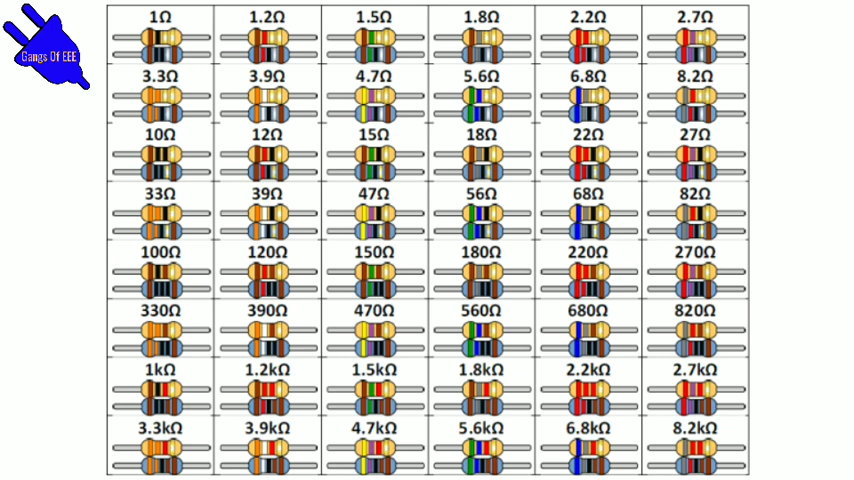 Gangs Of EEE
1Ω 1.2Ω 1.5Ω 1.8Ω 2.2Ω 2.7Ω
3.3Ω 3.9Ω 4.7Ω 5.6Ω 6.8Ω 8.2Ω
10Ω 12Ω 15Ω 18Ω 22Ω 27Ω
33Ω 39Ω 47Ω 56Ω 68Ω 82Ω
100Ω 120Ω 150Ω 180Ω 220Ω 270Ω
330Ω 390Ω 470Ω 560Ω 680Ω 820Ω
1kΩ 1.2kΩ 1.5kΩ 1.8kΩ 2.2kΩ 2.7kΩ
3.3kΩ 3.9kΩ 4.7kΩ 5.6kΩ 6.8kΩ 8.2kΩ